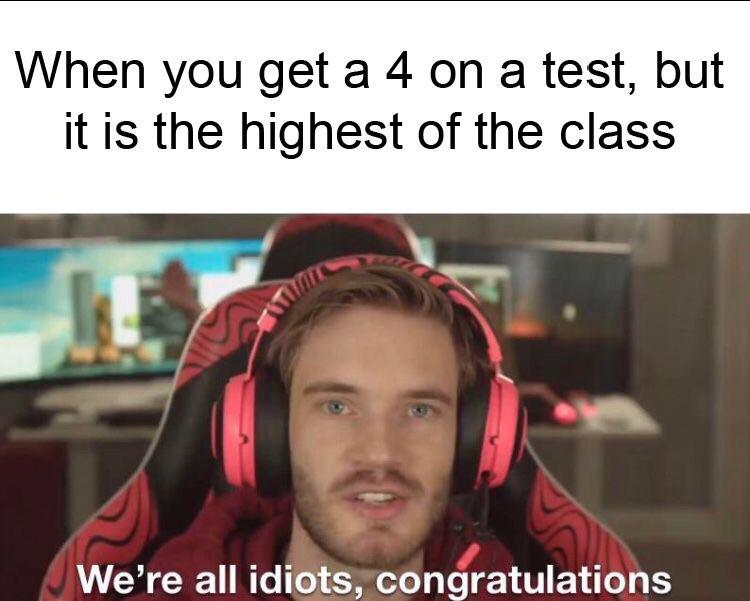 When you get a 4 on a test, but
it is the highest of the class
We're all idiots, congratulations